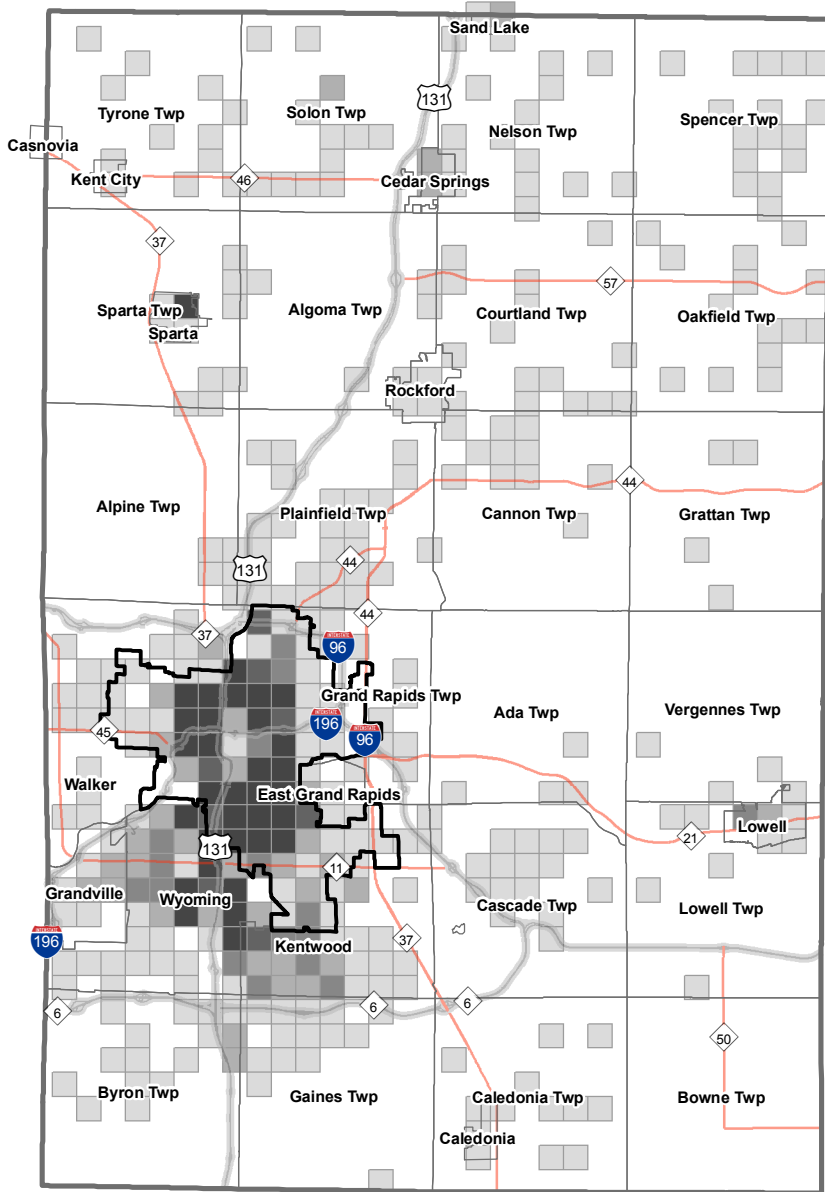 Sand Lake
131
Tyrone Twp
Solon Twp
Nelson Twp
Spencer Twp
Casnovia
Kent City
46
Cedar Springs
37
57
Sparta Twp
Algoma Twp
Courtland Twp
Oakfield Twp
Sparta
Rockford
44
Alpine Twp
Plainfield Twp
Cannon Twp
Grattan Twp
44
131
44
37
INTERSTATE
96
Grand Rapids Twp
INTERSTATE
196
INTERSTATE
96
Ada Twp
Vergennes Twp
45
Walker
East Grand Rapids
Lowell
21
131
11
Grandville
Wyoming
Cascade Twp
Lowell Twp
INTERSTATE
196
Kentwood
37
6
6
6
50
Byron Twp
Gaines Twp
Caledonia Twp
Bowne Twp
Caledonia